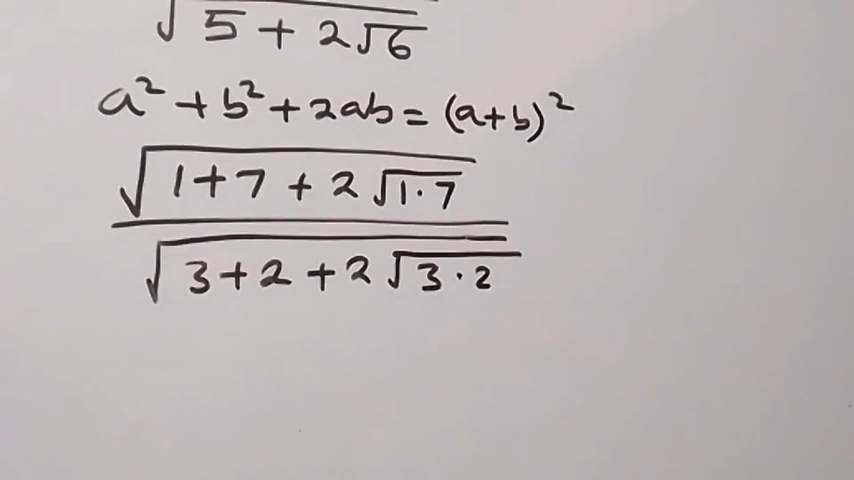 √5 + 2√6
a² + b² + 2ab = (a+b)²
√1+7 + 2√1·7
√3+2 + 2√3·2